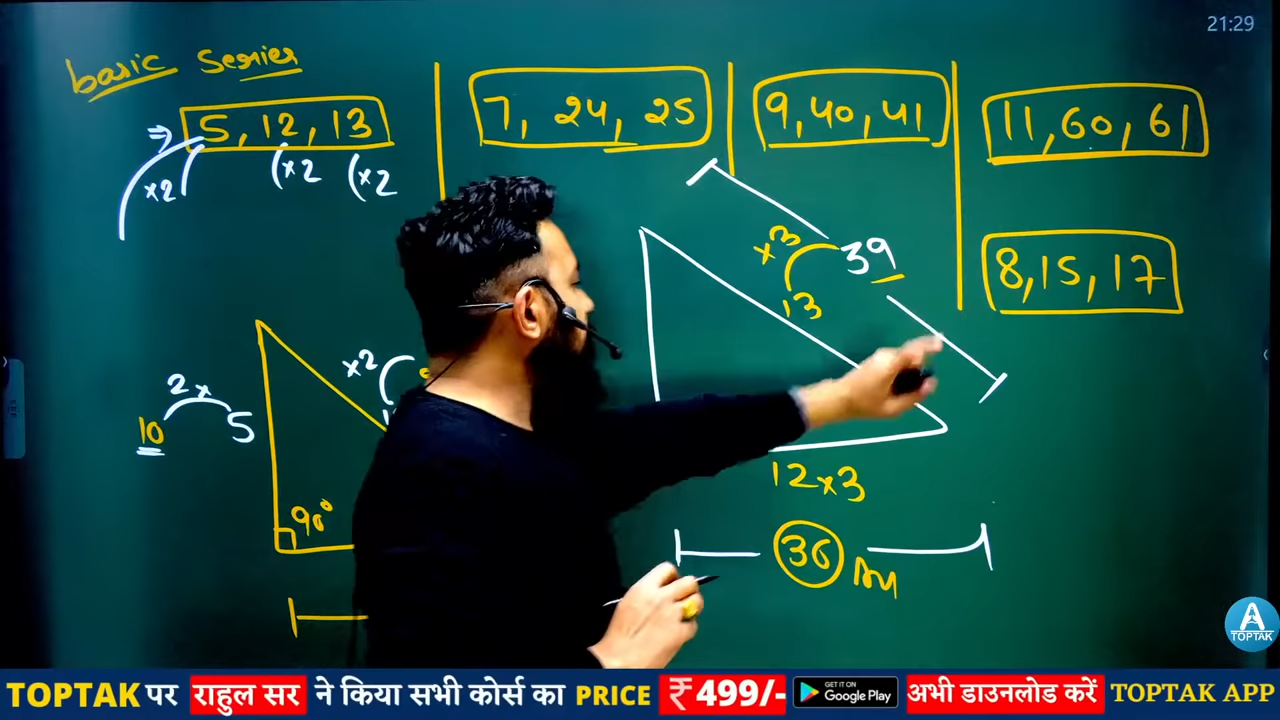 21:29
basic Series
5, 12, 13
7, 24, 25
9, 40, 41
11, 60, 61
×2
(×2
(×2
8, 15, 17
×3
39
13
×2
2×
10
5
90°
12×3
36
A
TOPTAK
TOPTAK पर राहुल सर ने किया सभी कोर्स का PRICE ₹499/- GET IT ON Google Play अभी डाउनलोड करें TOPTAK APP